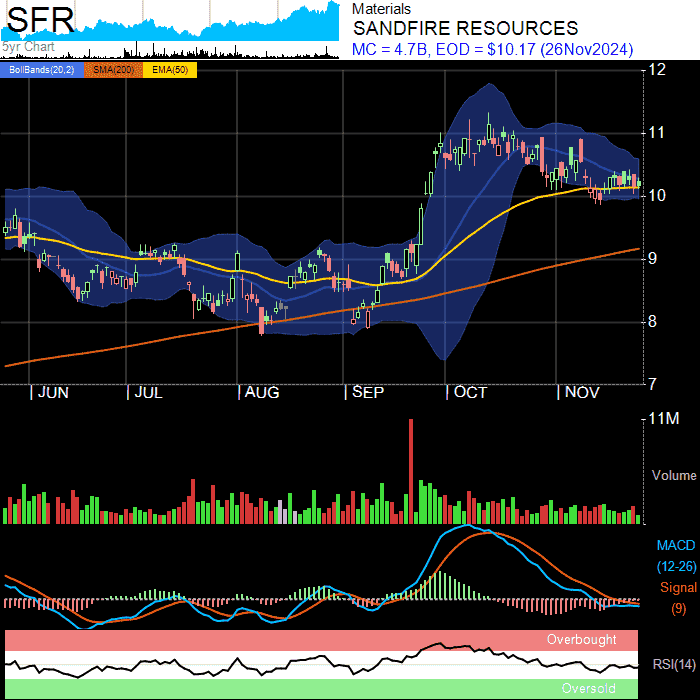 SFR
5yr Chart
Materials
SANDFIRE RESOURCES
MC = 4.7B, EOD = $10.17 (26Nov2024)
BollBands(20,2) SMA(200) EMA(50)
12
11
10
9
8
7
JUN JUL AUG SEP OCT NOV
11M
Volume
MACD
(12-26)
Signal
(9)
Overbought
RSI(14)
Oversold